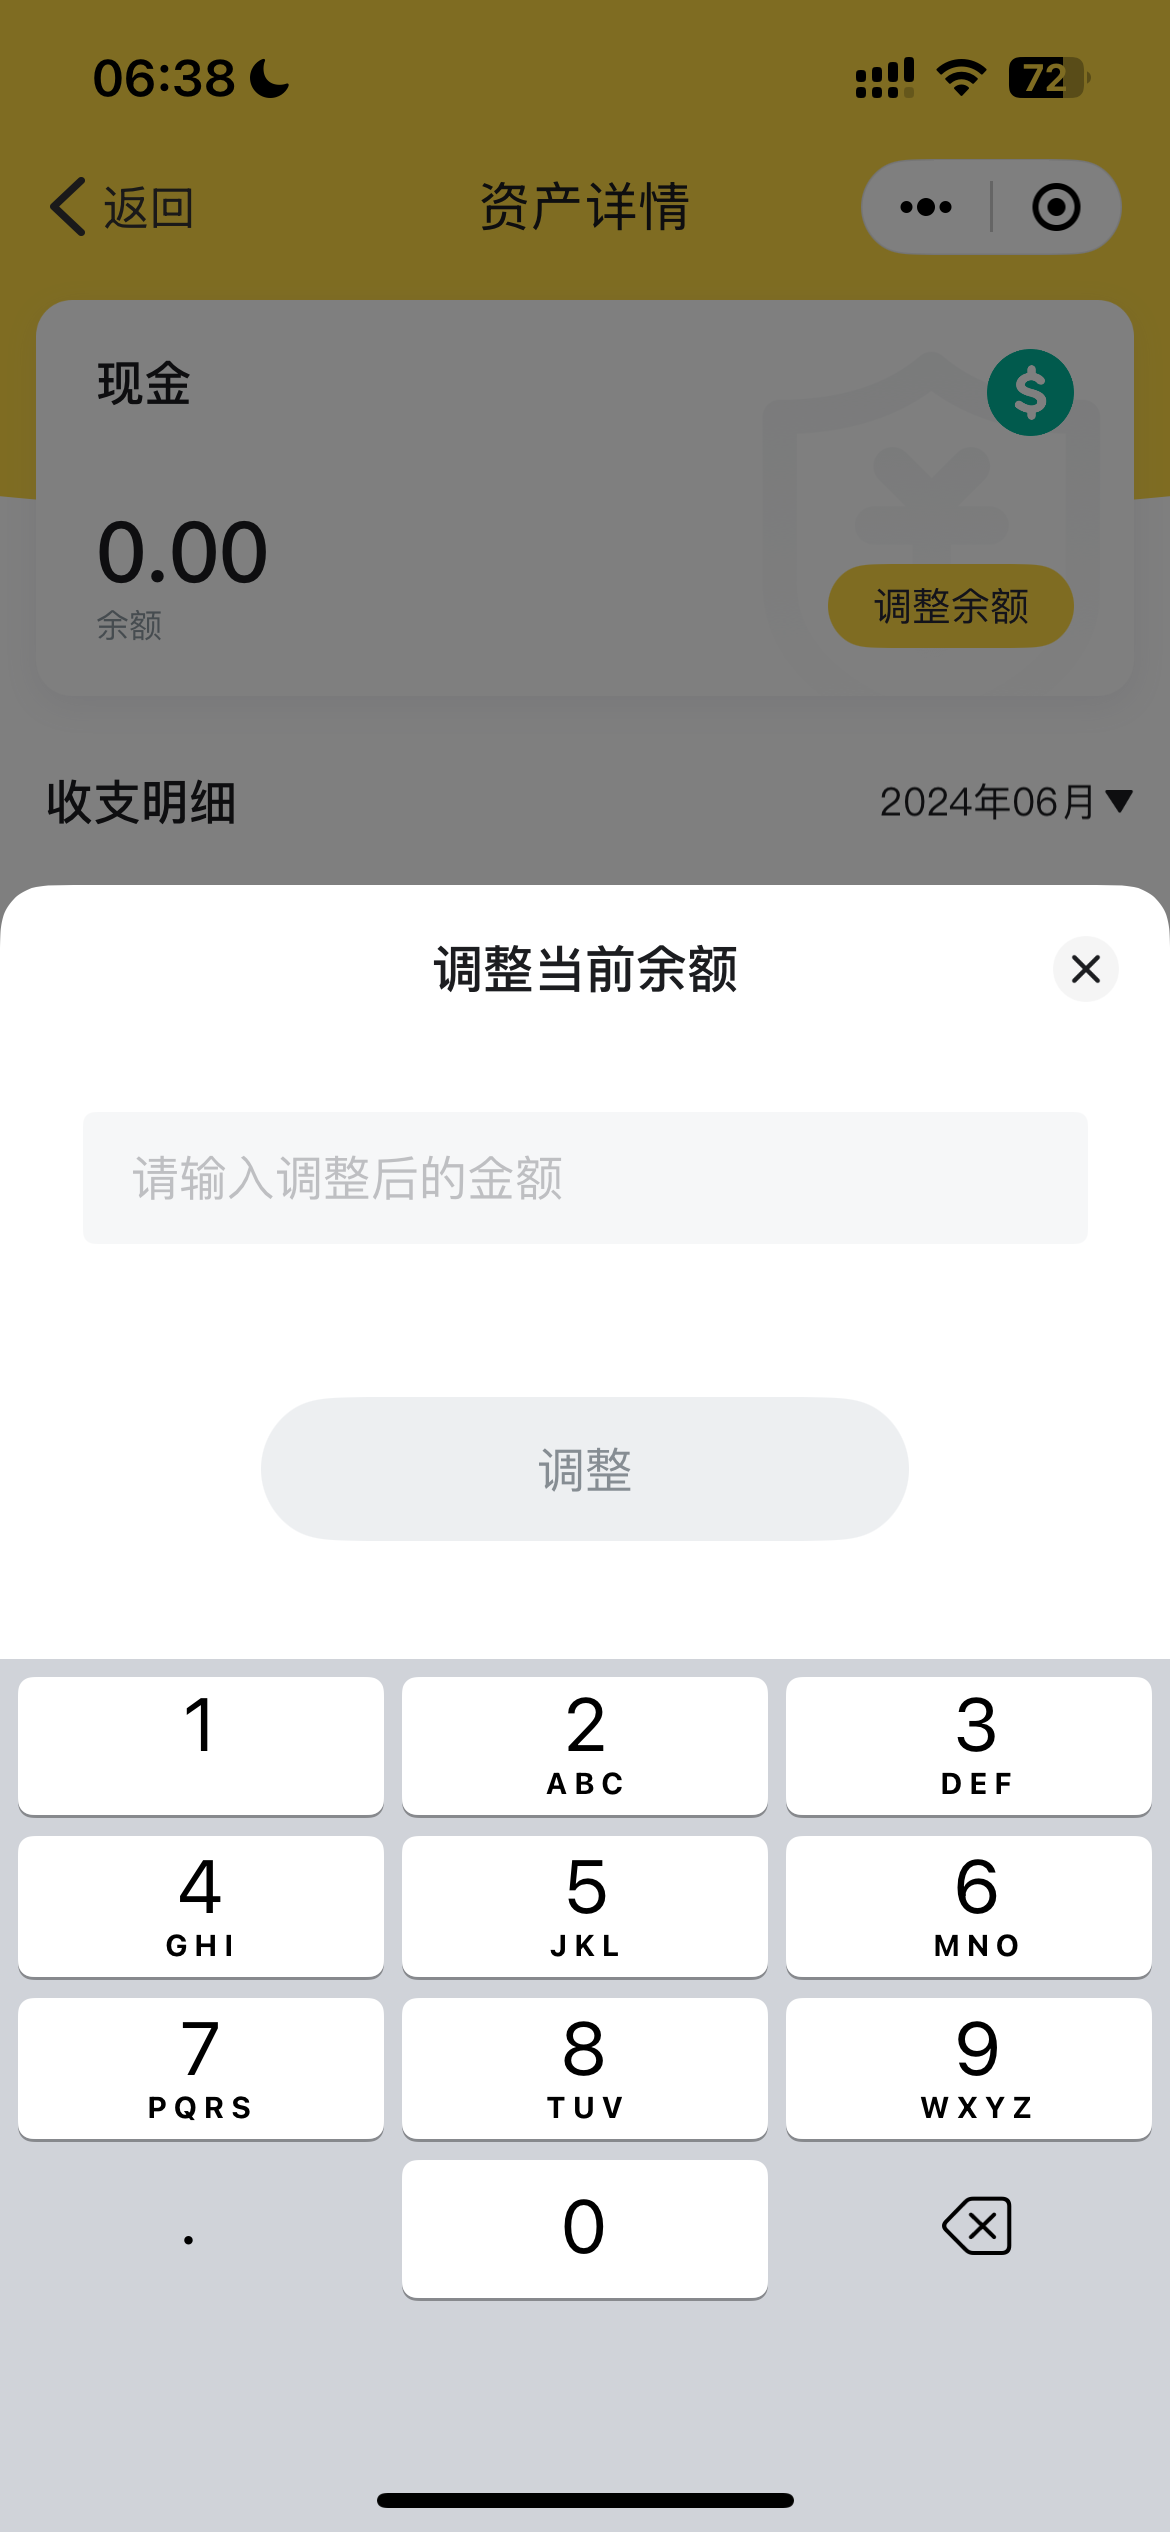 06:38
72
返回
资产详情
现金
0.00
余额
调整余额
收支明细
2024年06月
调整当前余额
请输入调整后的金额
调整
1
2
ABC
3
DEF
4
GHI
5
JKL
6
MNO
7
PQRS
8
TUV
9
WXYZ
.
0